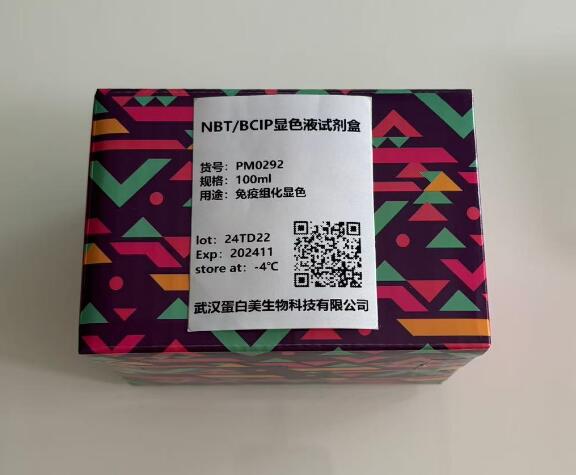 NBT/BCIP显色液试剂盒
货号：PM0292
规格：100ml
用途：免疫组化显色
lot：24TD22
Exp：202411
store at：-4℃
武汉蛋白美生物科技有限公司